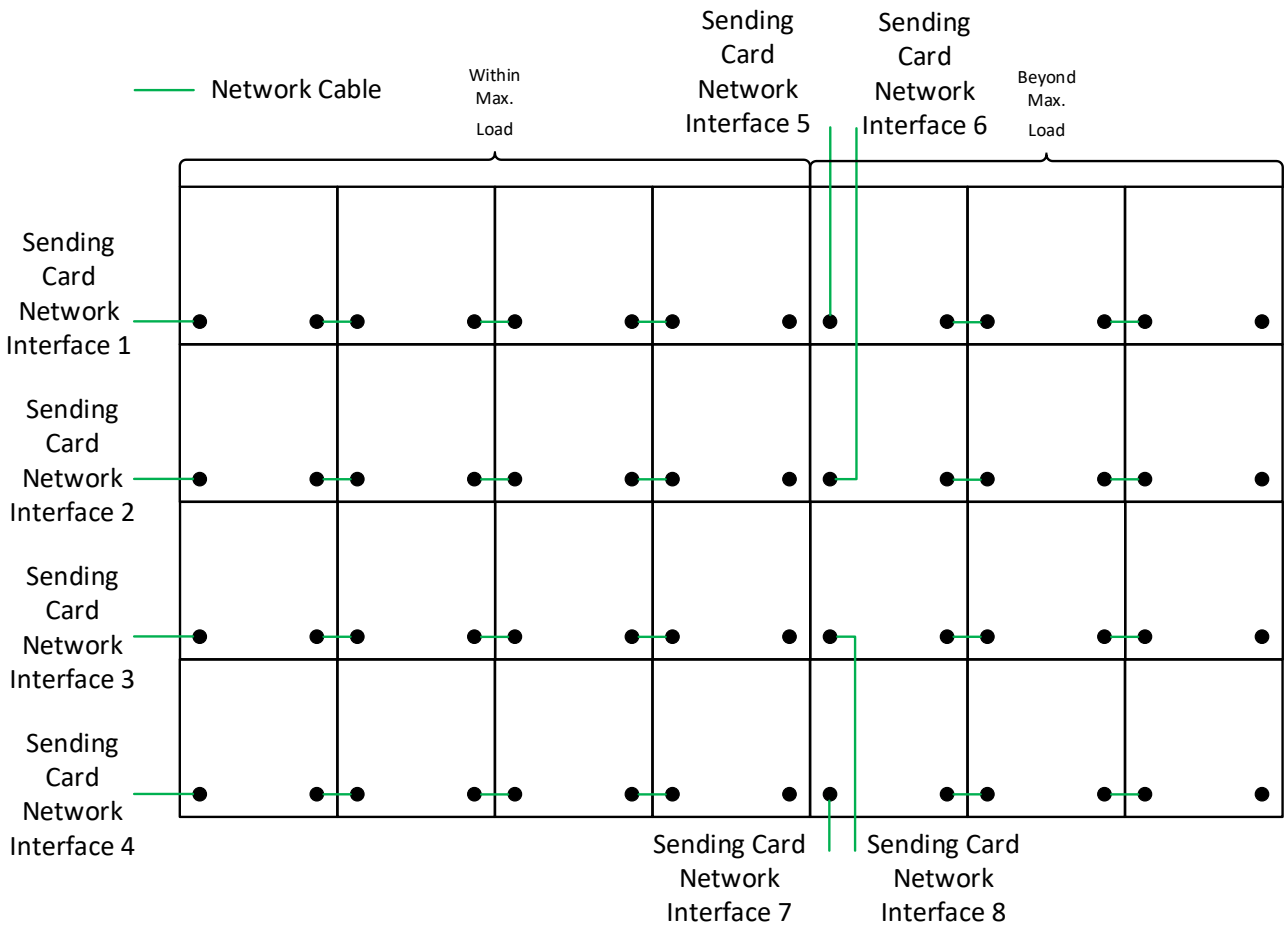 Network Cable
Within
Max.
Load
Sending
Card
Network
Interface 5
Sending
Card
Network
Interface 6
Beyond
Max.
Load
Sending
Card
Network
Interface 1
Sending
Card
Network
Interface 2
Sending
Card
Network
Interface 3
Sending
Card
Network
Interface 4
Sending Card
Network
Interface 7
Sending Card
Network
Interface 8